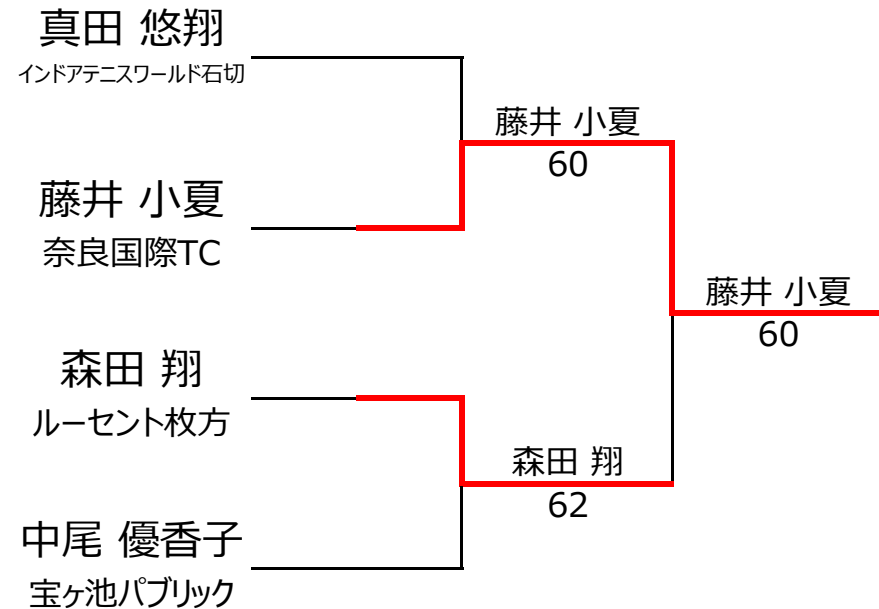 真田 悠翔
インドアテニスワールド石切
藤井 小夏
60
藤井 小夏
奈良国際TC
藤井 小夏
60
森田 翔
ルーセント枚方
森田 翔
62
中尾 優香子
宝ヶ池パブリック